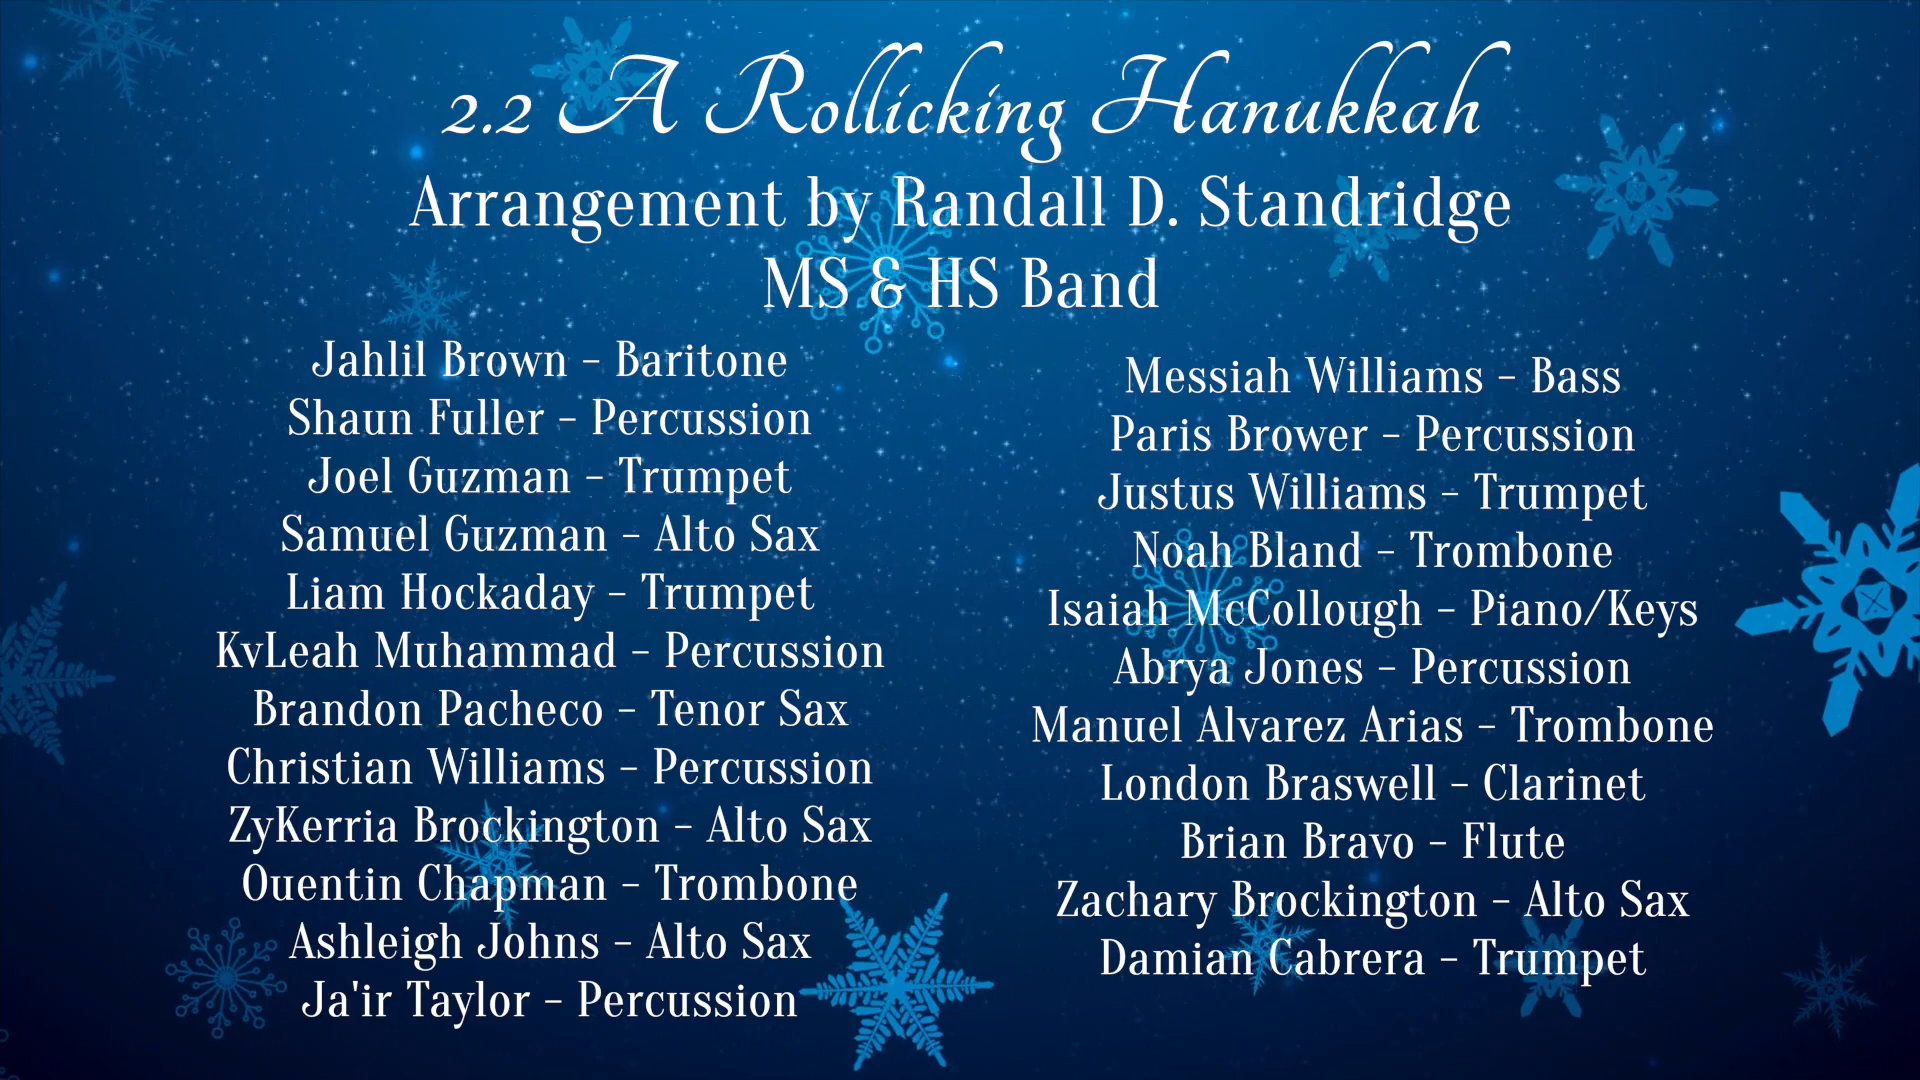 2.2 A Rollicking Hanukkah
Arrangement by Randall D. Standridge
MS & HS Band
Jahlil Brown - Baritone
Shaun Fuller - Percussion
Joel Guzman - Trumpet
Samuel Guzman - Alto Sax
Liam Hockaday - Trumpet
KvLeah Muhammad - Percussion
Brandon Pacheco - Tenor Sax
Christian Williams - Percussion
ZyKerria Brockington - Alto Sax
Quentin Chapman - Trombone
Ashleigh Johns - Alto Sax
Ja'ir Taylor - Percussion
Messiah Williams - Bass
Paris Brower - Percussion
Justus Williams - Trumpet
Noah Bland - Trombone
Isaiah McCollough - Piano/Keys
Abrya Jones - Percussion
Manuel Alvarez Arias - Trombone
London Braswell - Clarinet
Brian Bravo - Flute
Zachary Brockington - Alto Sax
Damian Cabrera - Trumpet